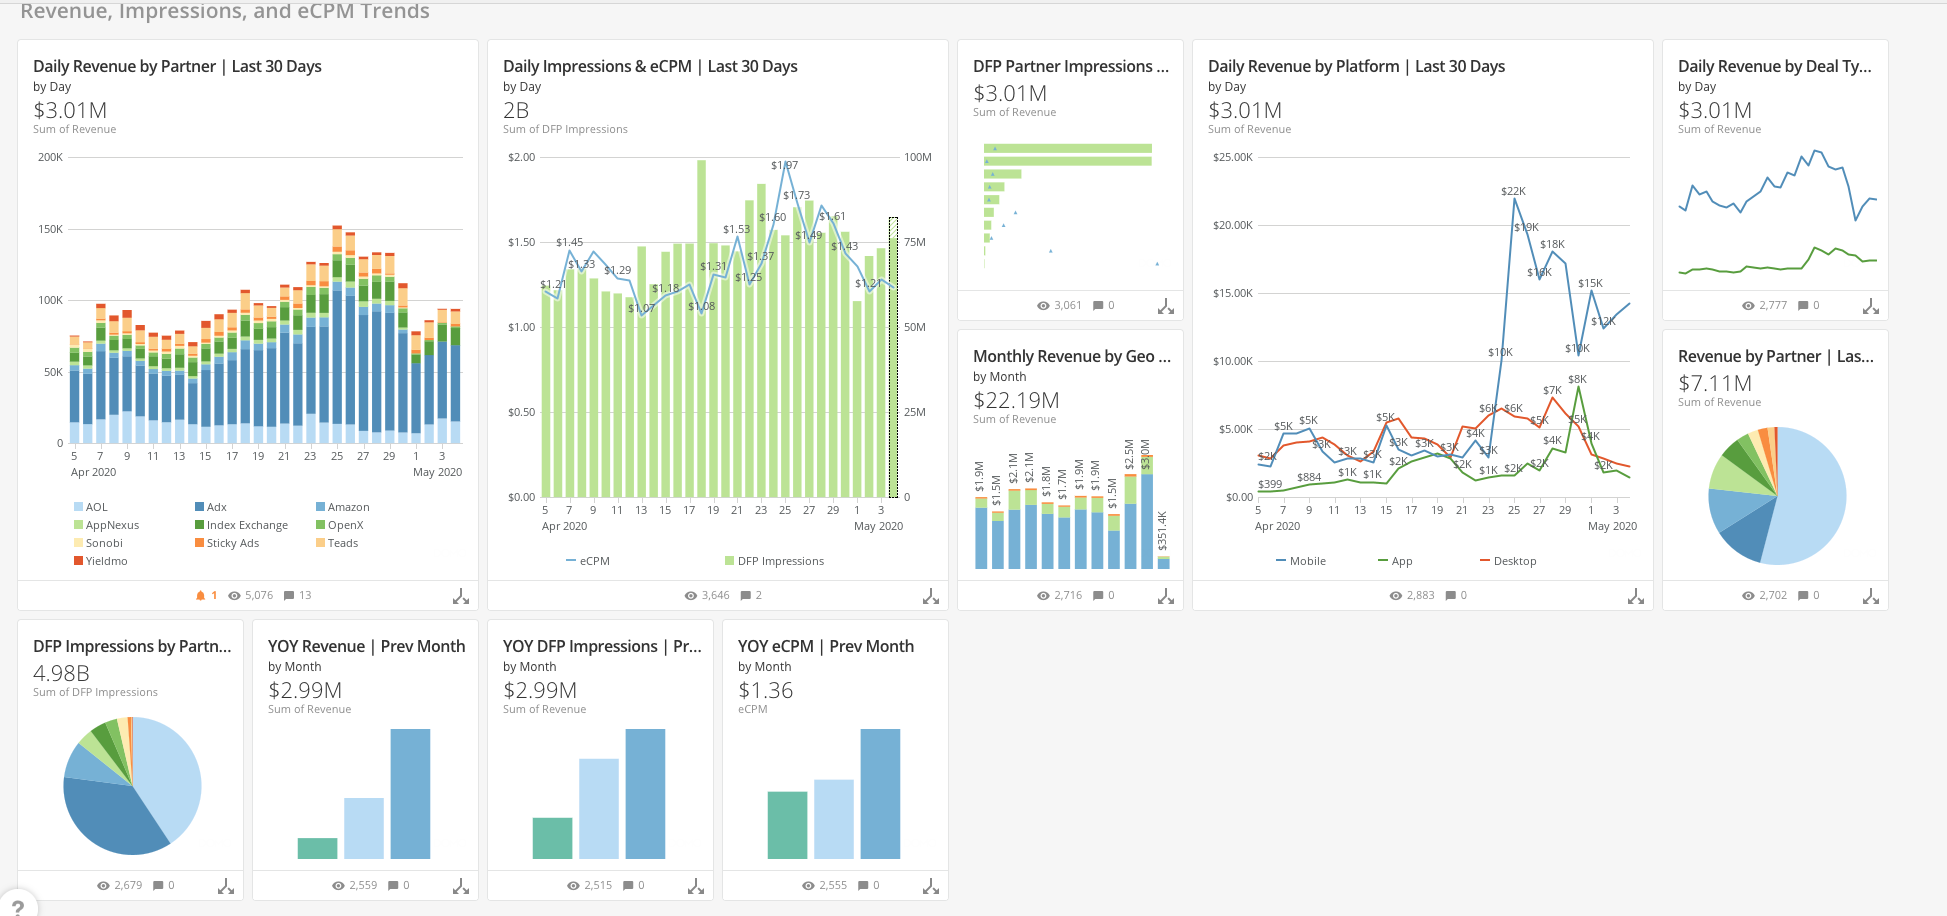 Revenue, Impressions, and eCPM Trends
Daily Revenue by Partner | Last 30 Days
by Day
$3.01M
Sum of Revenue
200K
150K
100K
50K
0
5 7 9 11 13 15 17 19 21 23 25 27 29 1 3
Apr 2020 May 2020
AOL Adx Amazon
AppNexus Index Exchange OpenX
Sonobi Sticky Ads Teads
Yieldmo
1 5,076 13
Daily Impressions & eCPM | Last 30 Days
by Day
2B
Sum of DFP Impressions
$2.00 100M
$1.50 75M
$1.00 50M
$0.50 25M
$0.00 0
$1.21 $1.45 $1.33 $1.29 $1.07 $1.18 $1.08 $1.31 $1.53 $1.25 $1.37 $1.60 $1.97 $1.73 $1.49 $1.61 $1.43 $1.21
5 7 9 11 13 15 17 19 21 23 25 27 29 1 3
Apr 2020 May 2020
eCPM DFP Impressions
3,646 2
DFP Partner Impressions ...
$3.01M
Sum of Revenue
3,061 0
Monthly Revenue by Geo ...
by Month
$22.19M
Sum of Revenue
$1.9M $1.5M $2.1M $2.1M $1.8M $1.7M $1.9M $1.9M $1.5M $2.5M $3.0M $351.4K
2,716 0
Daily Revenue by Platform | Last 30 Days
by Day
$3.01M
Sum of Revenue
$25.00K
$20.00K
$15.00K
$10.00K
$5.00K
$0.00
$22K
$19K
$18K
$16K
$15K
$12K
$10K $10K
$8K
$7K
$5K $5K $5K $6K $6K $5K $5K
$3K $3K $3K $3K $3K $4K $3K $4K $4K
$2K $2K $2K $2K $2K $2K
$399 $884 $1K $1K $1K
5 7 9 11 13 15 17 19 21 23 25 27 29 1 3
Apr 2020 May 2020
Mobile App Desktop
2,883 0
Daily Revenue by Deal Ty...
by Day
$3.01M
Sum of Revenue
2,777 0
Revenue by Partner | Las...
$7.11M
Sum of Revenue
2,702 0
DFP Impressions by Partn...
4.98B
Sum of DFP Impressions
2,679 0
YOY Revenue | Prev Month
by Month
$2.99M
Sum of Revenue
2,559 0
YOY DFP Impressions | Pr...
by Month
$2.99M
Sum of Revenue
2,515 0
YOY eCPM | Prev Month
by Month
$1.36
eCPM
2,555 0
?